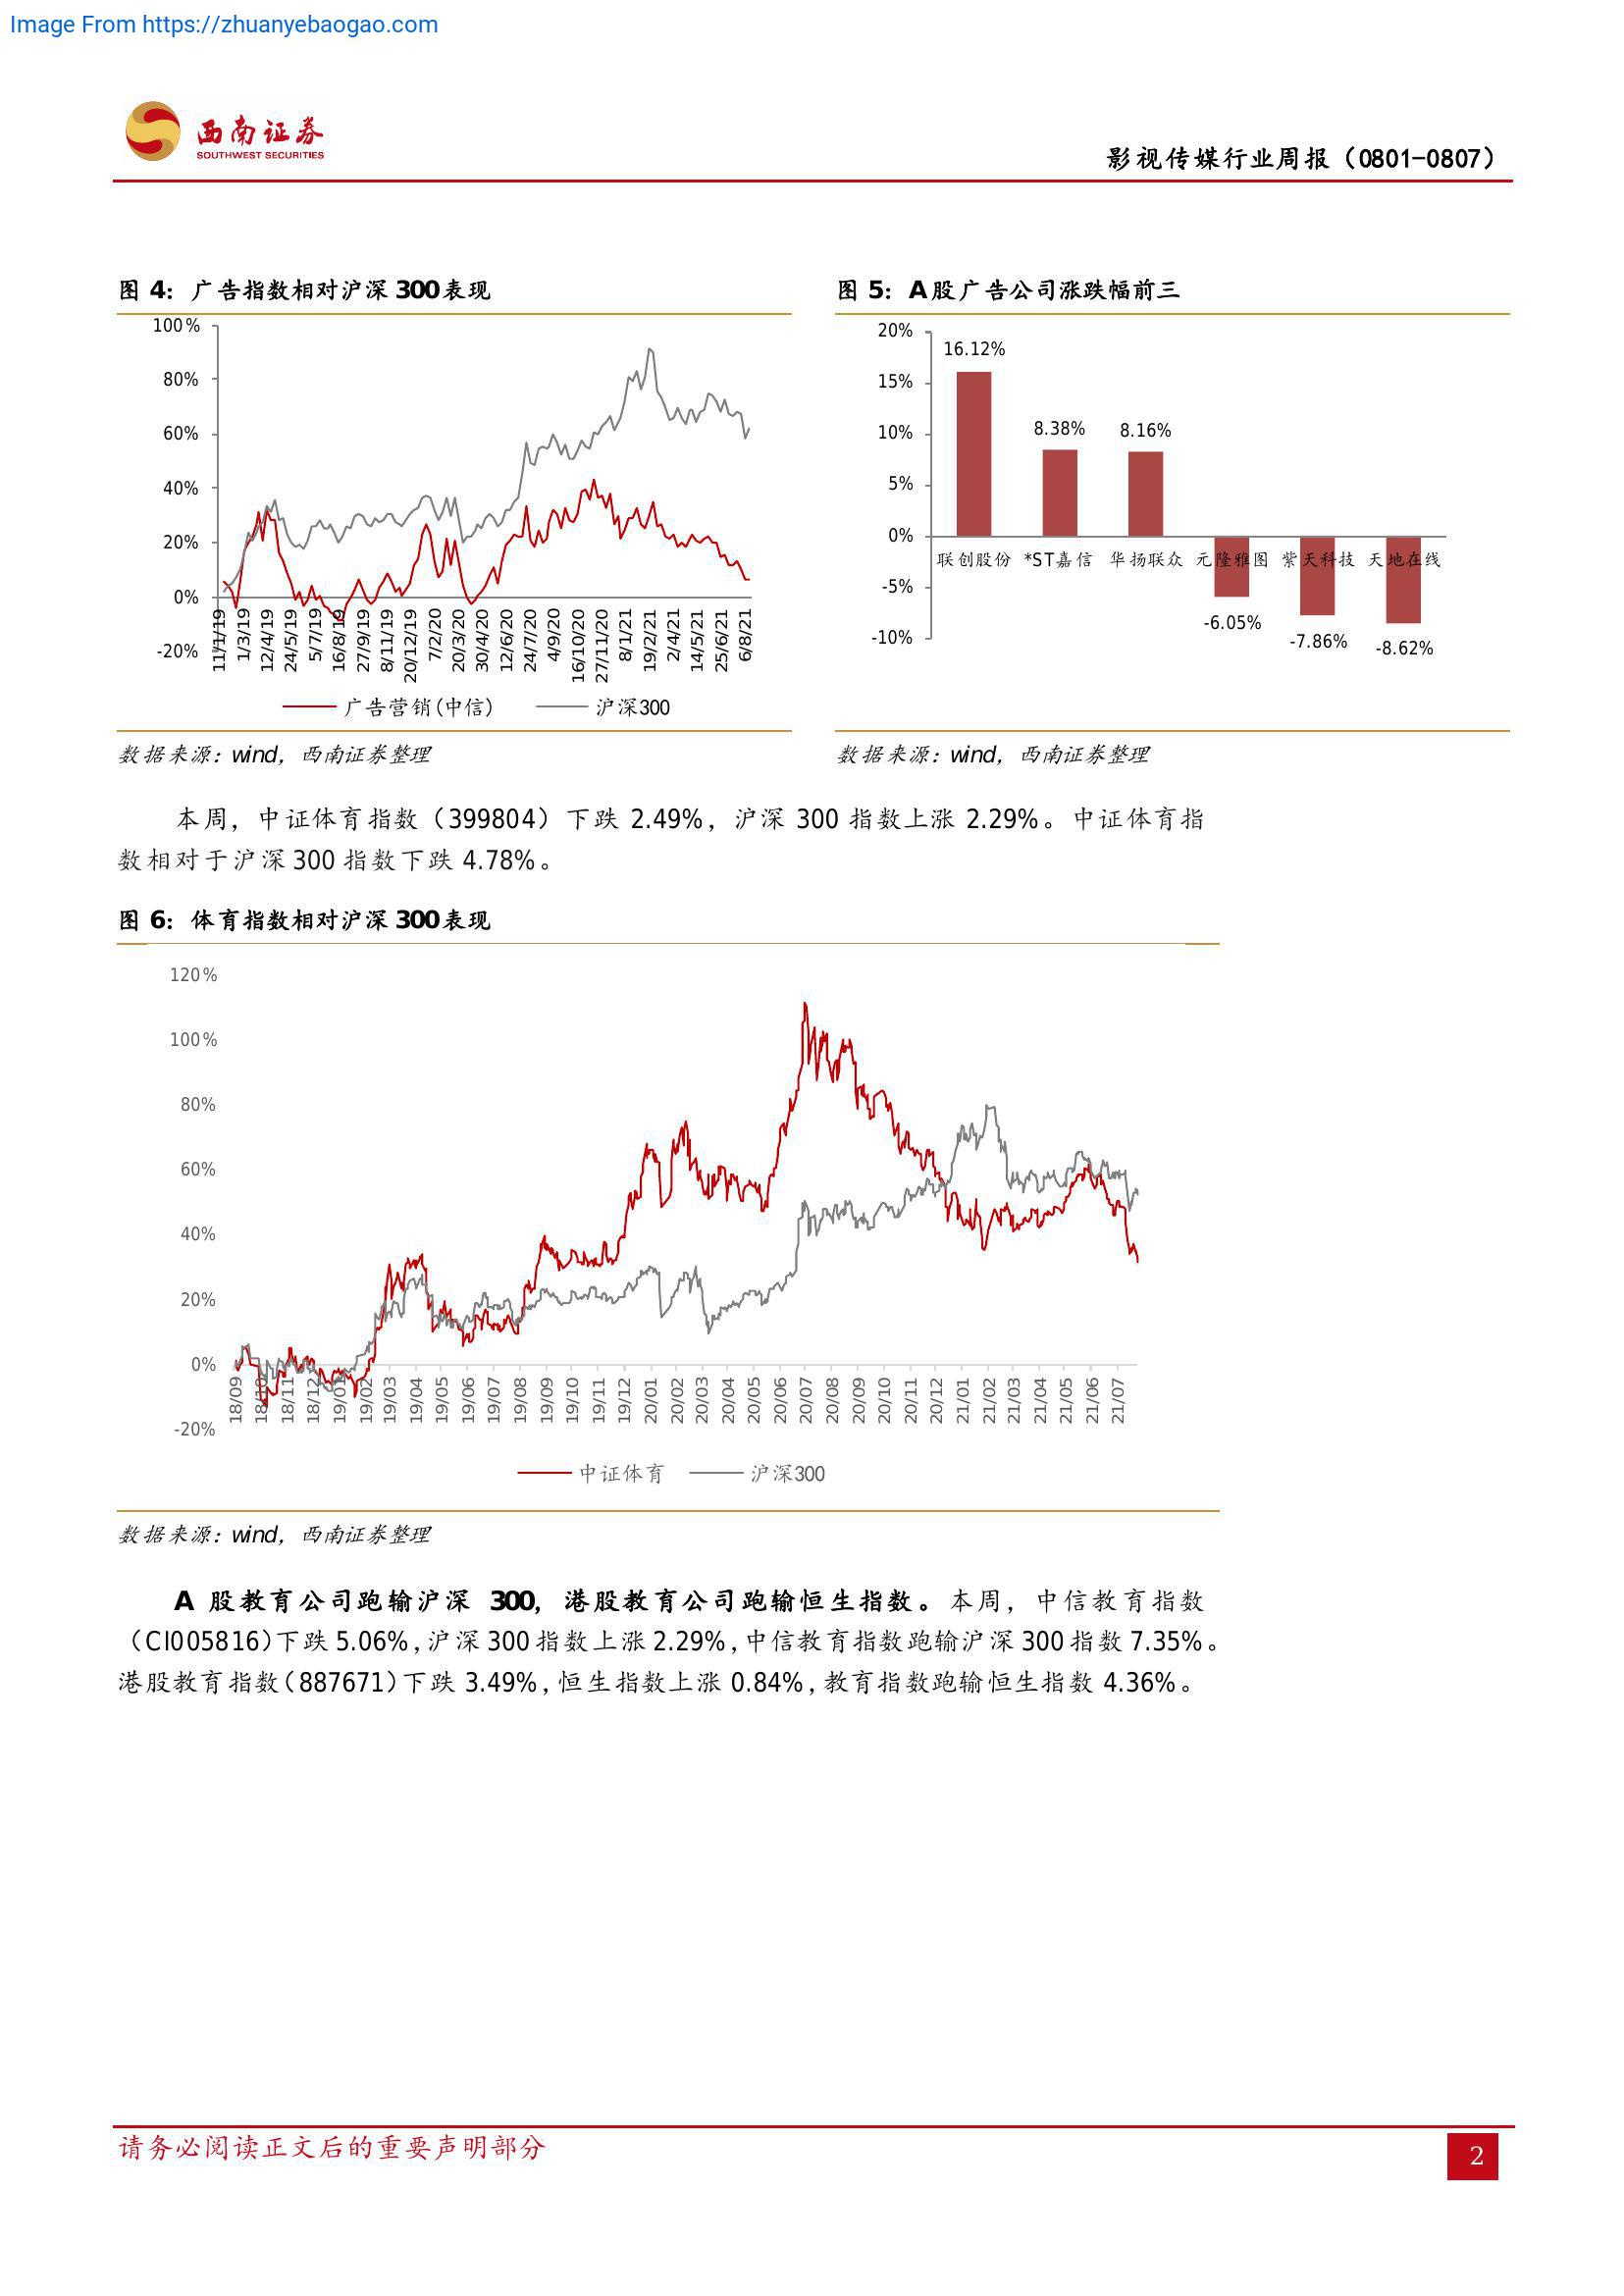 Image From https://zhuanyebaogao.com
西南证券
SOUTHWEST SECURITIES
影视传媒行业周报（0801-0807）
图 4：广告指数相对沪深 300 表现
100%
80%
60%
40%
20%
0%
-20%
11/1/19 1/3/19 12/4/19 24/5/19 5/7/19 16/8/19 27/9/19 8/11/19 20/12/19 7/2/20 20/3/20 30/4/20 12/6/20 24/7/20 4/9/20 16/10/20 27/11/20 8/1/21 19/2/21 2/4/21 14/5/21 25/6/21 6/8/21
广告营销(中信) 沪深300
数据来源：wind，西南证券整理
图 5：A 股广告公司涨跌幅前三
20%
15%
10%
5%
0%
-5%
-10%
16.12%
8.38%
8.16%
联创股份 *ST嘉信 华扬联众 元隆雅图 紫天科技 天地在线
-6.05%
-7.86%
-8.62%
数据来源：wind，西南证券整理
本周，中证体育指数（399804）下跌 2.49%，沪深 300 指数上涨 2.29%。中证体育指
数相对于沪深 300 指数下跌 4.78%。
图 6：体育指数相对沪深 300 表现
120%
100%
80%
60%
40%
20%
0%
-20%
18/09 18/10 18/11 18/12 19/01 19/02 19/03 19/04 19/05 19/06 19/07 19/08 19/09 19/10 19/11 19/12 20/01 20/02 20/03 20/04 20/05 20/06 20/07 20/08 20/09 20/10 20/11 20/12 21/01 21/02 21/03 21/04 21/05 21/06 21/07
中证体育 沪深300
数据来源：wind，西南证券整理
A 股教育公司跑输沪深 300，港股教育公司跑输恒生指数。本周，中信教育指数
（CI005816）下跌 5.06%，沪深 300 指数上涨 2.29%，中信教育指数跑输沪深 300 指数 7.35%。
港股教育指数（887671）下跌 3.49%，恒生指数上涨 0.84%，教育指数跑输恒生指数 4.36%。
请务必阅读正文后的重要声明部分
2